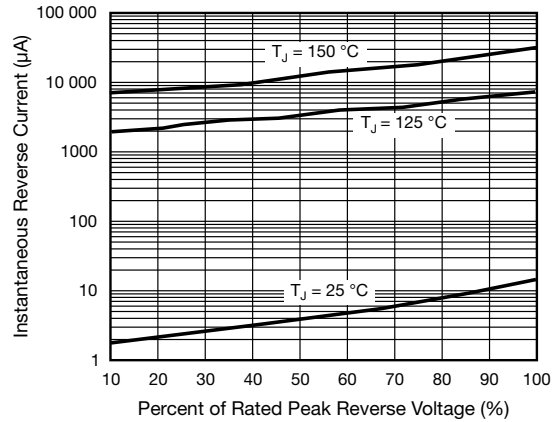 Instantaneous Reverse Current (µA)
100 000
10 000
1000
100
10
1
T_J = 150 °C
T_J = 125 °C
T_J = 25 °C
10 20 30 40 50 60 70 80 90 100
Percent of Rated Peak Reverse Voltage (%)